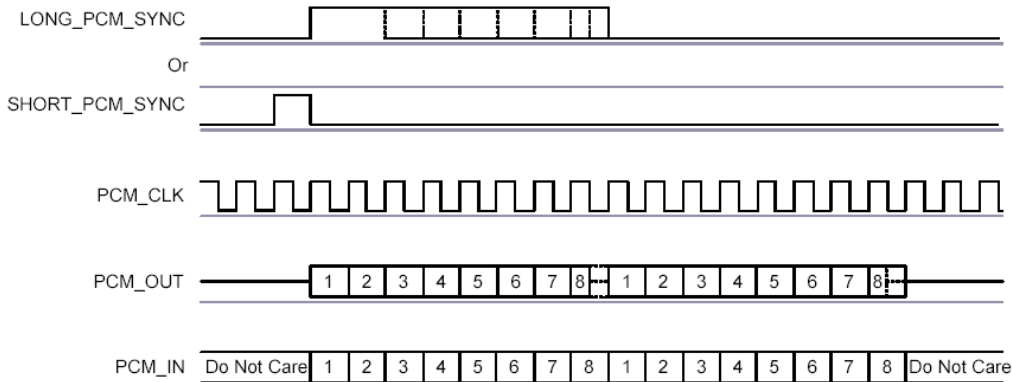 LONG_PCM_SYNC
Or
SHORT_PCM_SYNC
PCM_CLK
PCM_OUT 1 2 3 4 5 6 7 8 1 2 3 4 5 6 7 8
PCM_IN Do Not Care 1 2 3 4 5 6 7 8 1 2 3 4 5 6 7 8 Do Not Care